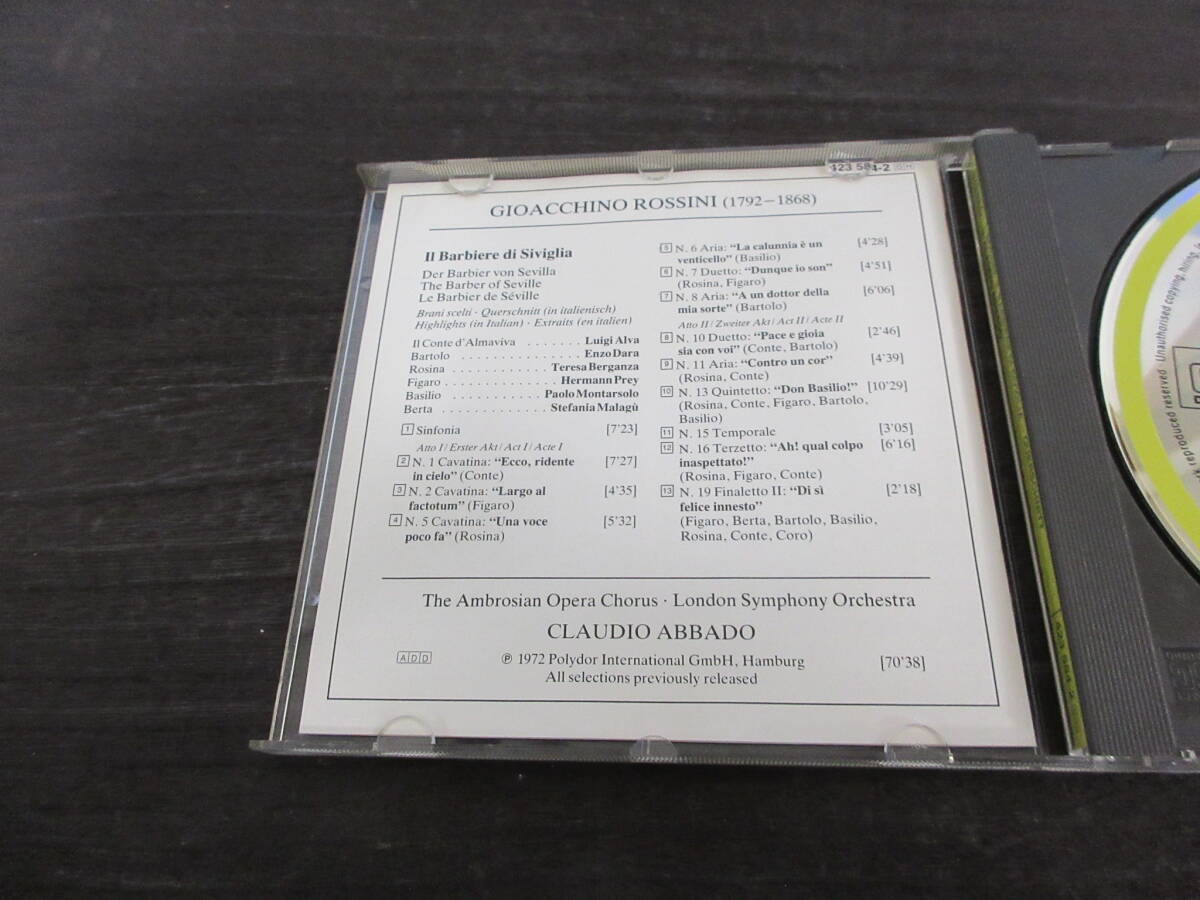 423 564-2
GIOACCHINO ROSSINI (1792–1868)
Il Barbiere di Siviglia
Der Barbier von Sevilla
The Barber of Seville
Le Barbier de Séville
Brani scelti · Querschnitt (in italienisch)
Highlights (in Italian) · Extraits (en italien)
Il Conte d'Almaviva ....... Luigi Alva
Bartolo .............. Enzo Dara
Rosina ............ Teresa Berganza
Figaro ............. Hermann Prey
Basilio ........... Paolo Montarsolo
Berta ............ Stefania Malagù
1 Sinfonia [7'23]
Atto I / Erster Akt / Act I / Acte I
2 N. 1 Cavatina: “Ecco, ridente [7'27]
in cielo” (Conte)
3 N. 2 Cavatina: “Largo al [4'35]
factotum” (Figaro)
4 N. 5 Cavatina: “Una voce [5'32]
poco fa” (Rosina)
5 N. 6 Aria: “La calunnia è un [4'28]
venticello” (Basilio)
6 N. 7 Duetto: “Dunque io son” [4'51]
(Rosina, Figaro)
7 N. 8 Aria: “A un dottor della [6'06]
mia sorte” (Bartolo)
Atto II / Zweiter Akt / Act II / Acte II
8 N. 10 Duetto: “Pace e gioia [2'46]
sia con voi” (Conte, Bartolo)
9 N. 11 Aria: “Contro un cor” [4'39]
(Rosina, Conte)
10 N. 13 Quintetto: “Don Basilio!” [10'29]
(Rosina, Conte, Figaro, Bartolo,
Basilio)
11 N. 15 Temporale [3'05]
12 N. 16 Terzetto: “Ah! qual colpo [6'16]
inaspettato!”
(Rosina, Figaro, Conte)
13 N. 19 Finaletto II: “Di sì [2'18]
felice innesto”
(Figaro, Berta, Bartolo, Basilio,
Rosina, Conte, Coro)
The Ambrosian Opera Chorus · London Symphony Orchestra
CLAUDIO ABBADO
ADD
℗ 1972 Polydor International GmbH, Hamburg [70'38]
All selections previously released
reproduced reserved · Unauthorised copying, hiring,